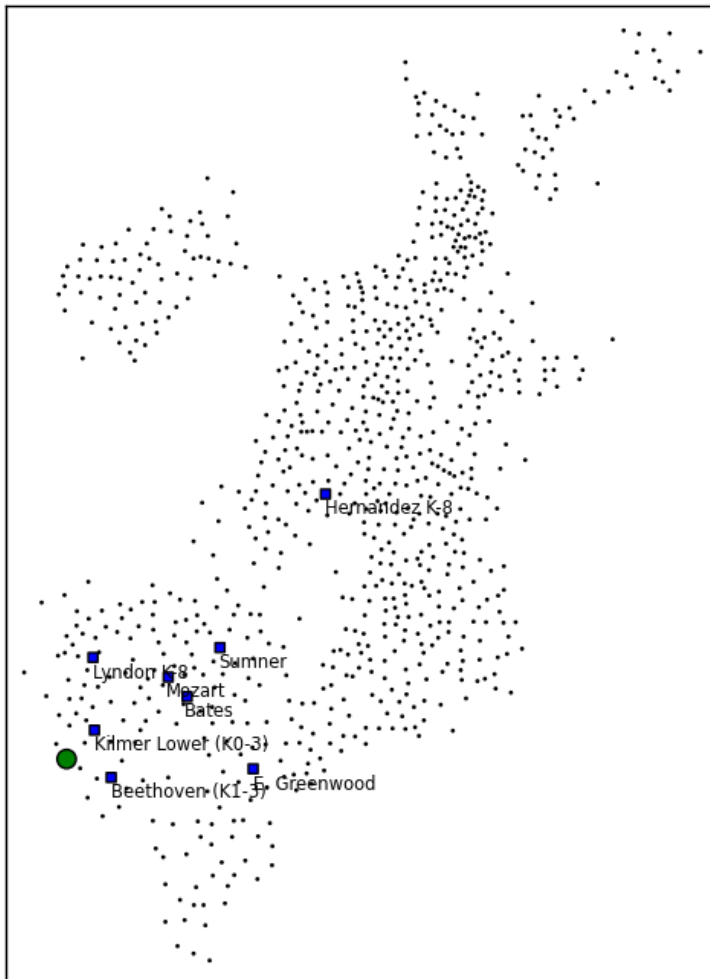 Hernandez K-8
Sumner
Lyndon K-8
Mozart
Bates
Kilmer Lower (K0-3)
E. Greenwood
Beethoven (K1-3)